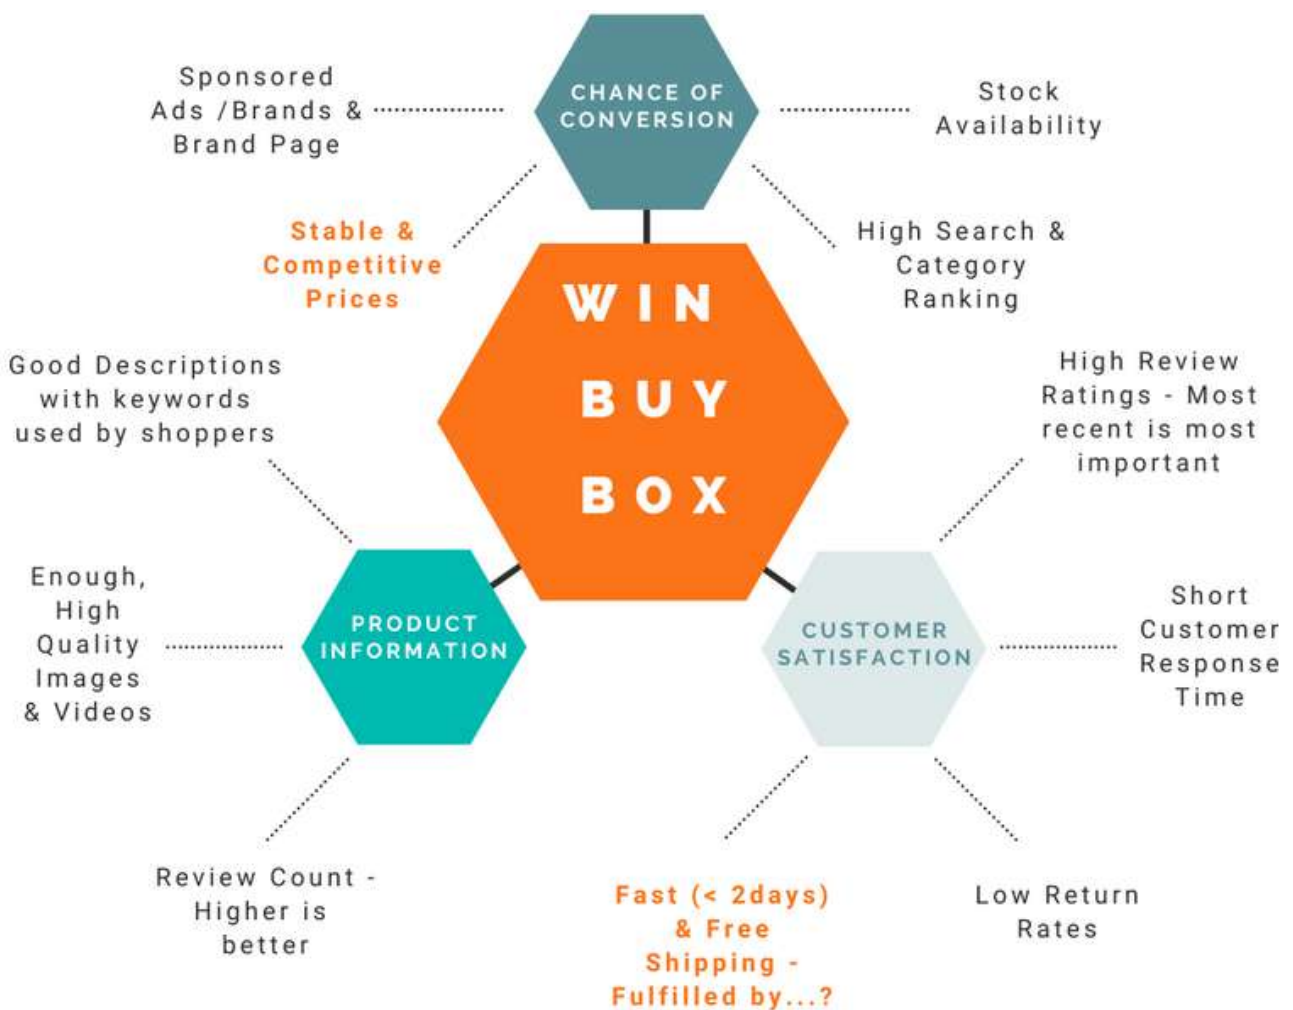 CHANCE OF
CONVERSION
Sponsored
Ads /Brands &
Brand Page
Stock
Availability
Stable &
Competitive
Prices
High Search &
Category
Ranking
WIN
BUY
BOX
Good Descriptions
with keywords
used by shoppers
High Review
Ratings - Most
recent is most
important
Enough,
High
Quality
Images
& Videos
PRODUCT
INFORMATION
CUSTOMER
SATISFACTION
Short
Customer
Response
Time
Review Count -
Higher is
better
Fast (< 2days)
& Free
Shipping -
Fulfilled by...?
Low Return
Rates